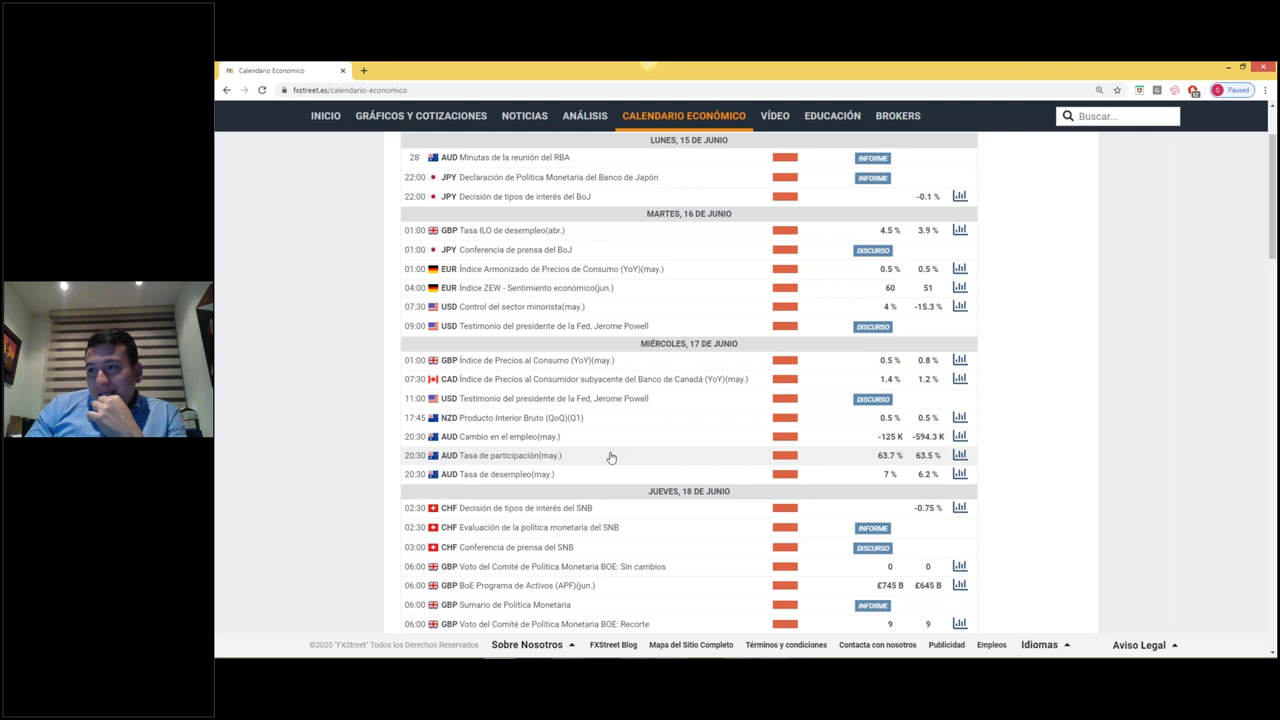 Calendario Economico
fxstreet.es/calendario-economico
Paused
INICIO GRÁFICOS Y COTIZACIONES NOTICIAS ANÁLISIS CALENDARIO ECONÓMICO VÍDEO EDUCACIÓN BROKERS Buscar...
LUNES, 15 DE JUNIO
28' AUD Minutas de la reunión del RBA INFORME
22:00 JPY Declaración de Política Monetaria del Banco de Japón INFORME
22:00 JPY Decisión de tipos de interés del BoJ -0.1 %
MARTES, 16 DE JUNIO
01:00 GBP Tasa ILO de desempleo(abr.) 4.5 % 3.9 %
01:00 JPY Conferencia de prensa del BoJ DISCURSO
01:00 EUR Índice Armonizado de Precios de Consumo (YoY)(may.) 0.5 % 0.5 %
04:00 EUR Índice ZEW - Sentimiento económico(jun.) 60 51
07:30 USD Control del sector minorista(may.) 4 % -15.3 %
09:00 USD Testimonio del presidente de la Fed, Jerome Powell DISCURSO
MIÉRCOLES, 17 DE JUNIO
01:00 GBP Índice de Precios al Consumo (YoY)(may.) 0.5 % 0.8 %
07:30 CAD Índice de Precios al Consumidor subyacente del Banco de Canadá (YoY)(may.) 1.4 % 1.2 %
11:00 USD Testimonio del presidente de la Fed, Jerome Powell DISCURSO
17:45 NZD Producto Interior Bruto (QoQ)(Q1) 0.5 % 0.5 %
20:30 AUD Cambio en el empleo(may.) -125 K -594.3 K
20:30 AUD Tasa de participación(may.) 63.7 % 63.5 %
20:30 AUD Tasa de desempleo(may.) 7 % 6.2 %
JUEVES, 18 DE JUNIO
02:30 CHF Decisión de tipos de interés del SNB -0.75 %
02:30 CHF Evaluación de la política monetaria del SNB INFORME
03:00 CHF Conferencia de prensa del SNB DISCURSO
06:00 GBP Voto del Comité de Política Monetaria BOE: Sin cambios 0 0
06:00 GBP BoE Programa de Activos (APF)(jun.) £745 B £645 B
06:00 GBP Sumario de Política Monetaria INFORME
06:00 GBP Voto del Comité de Política Monetaria BOE: Recorte 9 9
©2020 "FXStreet" Todos los Derechos Reservados Sobre Nosotros FXStreet Blog Mapa del Sitio Completo Términos y condiciones Contacta con nosotros Publicidad Empleos Idiomas Aviso Legal